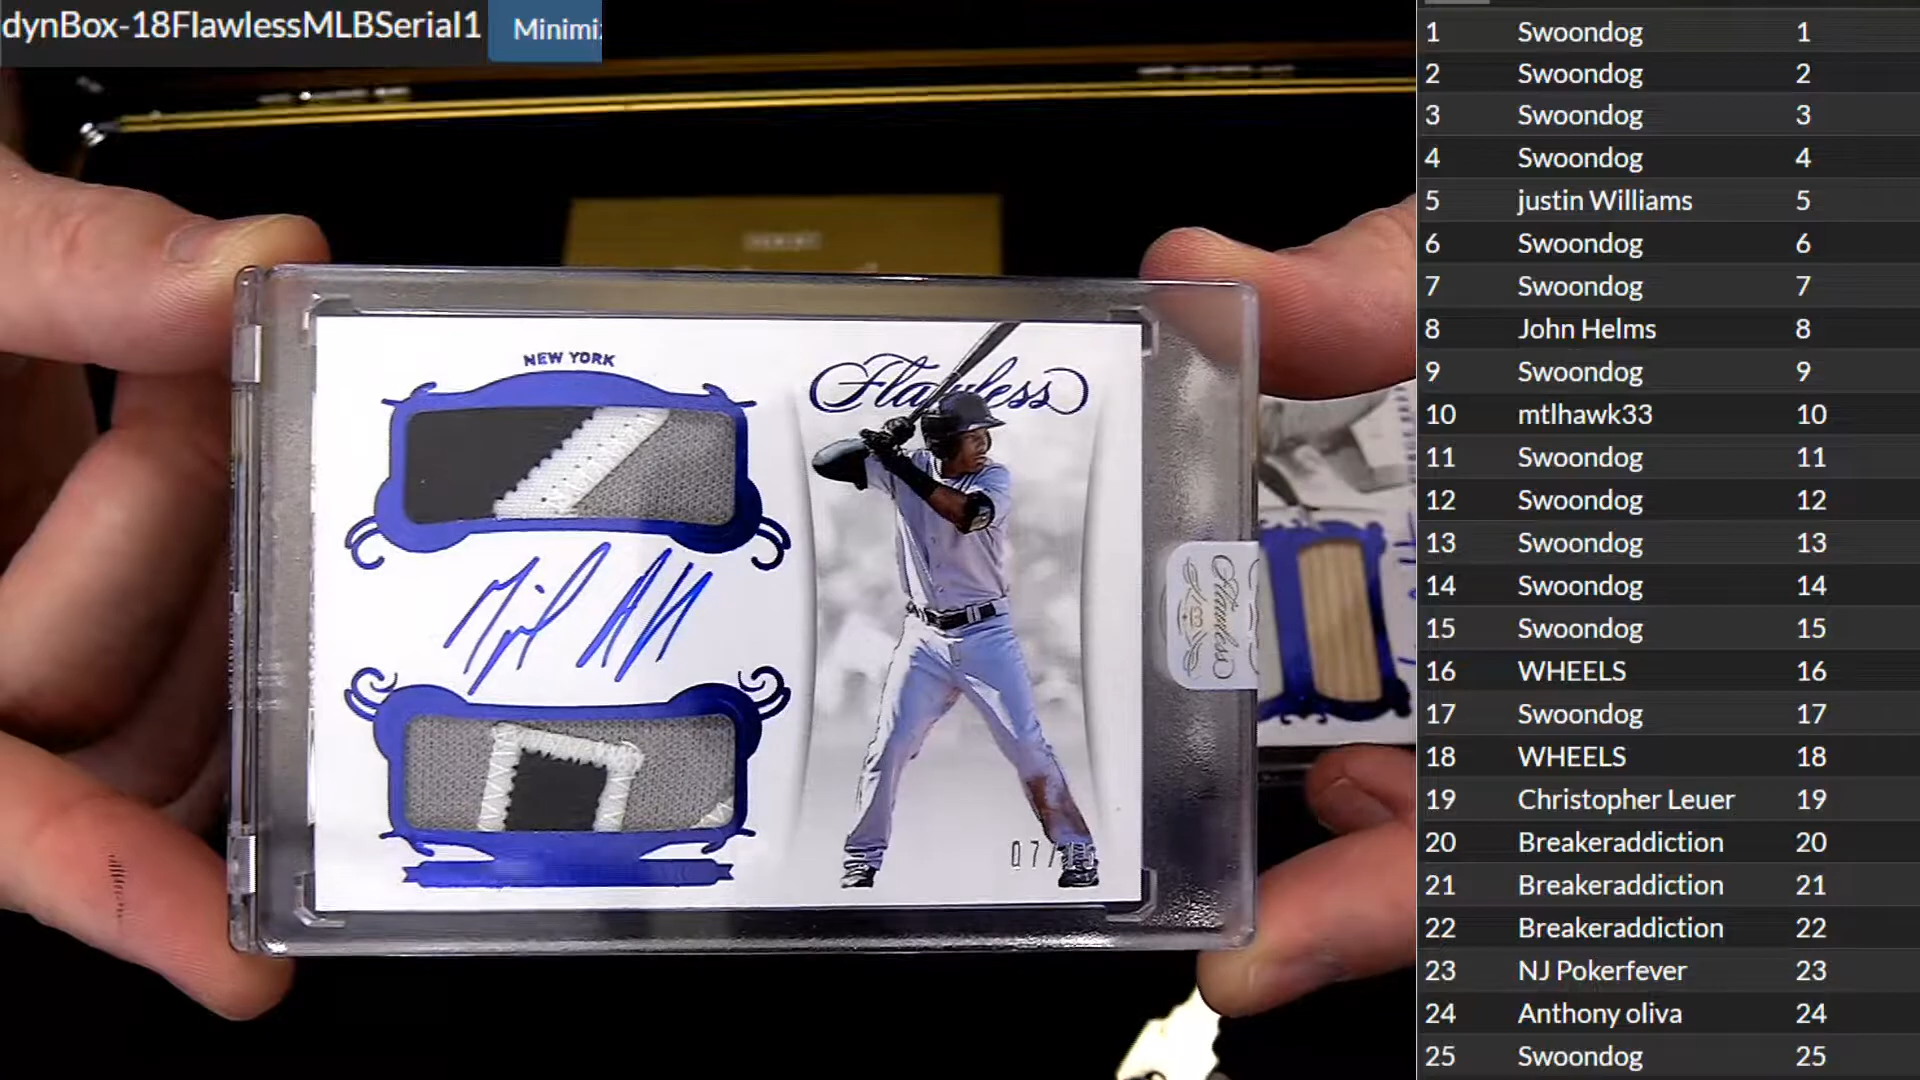 dynBox-18FlawlessMLBSerial1
Minimi
NEW YORK
Flawless
07/
Flawless
1 Swoondog 1
2 Swoondog 2
3 Swoondog 3
4 Swoondog 4
5 justin Williams 5
6 Swoondog 6
7 Swoondog 7
8 John Helms 8
9 Swoondog 9
10 mtlhawk33 10
11 Swoondog 11
12 Swoondog 12
13 Swoondog 13
14 Swoondog 14
15 Swoondog 15
16 WHEELS 16
17 Swoondog 17
18 WHEELS 18
19 Christopher Leuer 19
20 Breakeraddiction 20
21 Breakeraddiction 21
22 Breakeraddiction 22
23 NJ Pokerfever 23
24 Anthony oliva 24
25 Swoondog 25